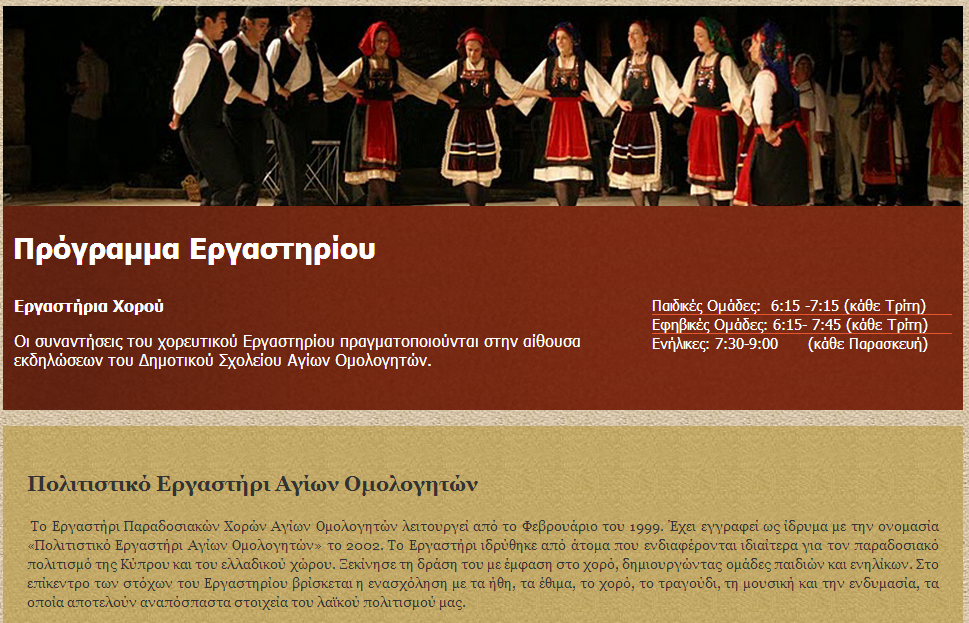 Πρόγραμμα Εργαστηρίου
Εργαστήρια Χορού
Οι συναντήσεις του χορευτικού Εργαστηρίου πραγματοποιούνται στην αίθουσα
εκδηλώσεων του Δημοτικού Σχολείου Αγίων Ομολογητών.
Παιδικές Ομάδες:  6:15 -7:15 (κάθε Τρίτη)
Εφηβικές Ομάδες: 6:15- 7:45 (κάθε Τρίτη)
Ενήλικες: 7:30-9:00 (κάθε Παρασκευή)
Πολιτιστικό Εργαστήρι Αγίων Ομολογητών
Το Εργαστήρι Παραδοσιακών Χορών Αγίων Ομολογητών λειτουργεί από το Φεβρουάριο του 1999. Έχει εγγραφεί ως ίδρυμα με την ονομασία
«Πολιτιστικό Εργαστήρι Αγίων Ομολογητών» το 2002. Το Εργαστήρι ιδρύθηκε από άτομα που ενδιαφέρονται ιδιαίτερα για τον παραδοσιακό
πολιτισμό της Κύπρου και του ελλαδικού χώρου. Ξεκίνησε τη δράση του με έμφαση στο χορό, δημιουργώντας ομάδες παιδιών και ενηλίκων. Στο
επίκεντρο των στόχων του Εργαστηρίου βρίσκεται η ενασχόληση με τα ήθη, τα έθιμα, το χορό, το τραγούδι, τη μουσική και την ενδυμασία, τα
οποία αποτελούν αναπόσπαστα στοιχεία του λαϊκού πολιτισμού μας.